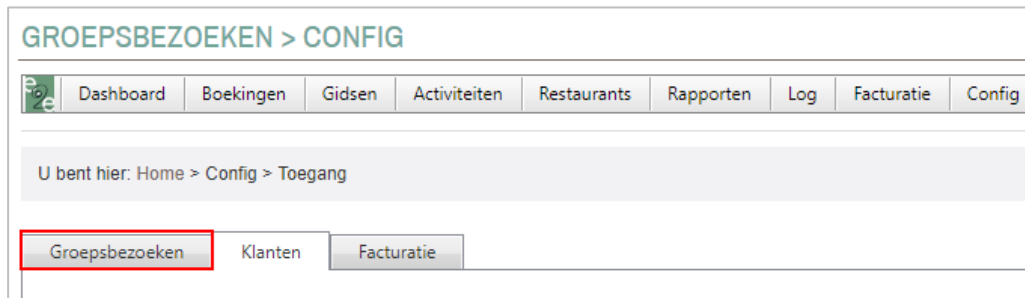 GROEPSBEZOEKEN > CONFIG
e2e Dashboard Boekingen Gidsen Activiteiten Restaurants Rapporten Log Facturatie Config
U bent hier: Home > Config > Toegang
Groepsbezoeken Klanten Facturatie